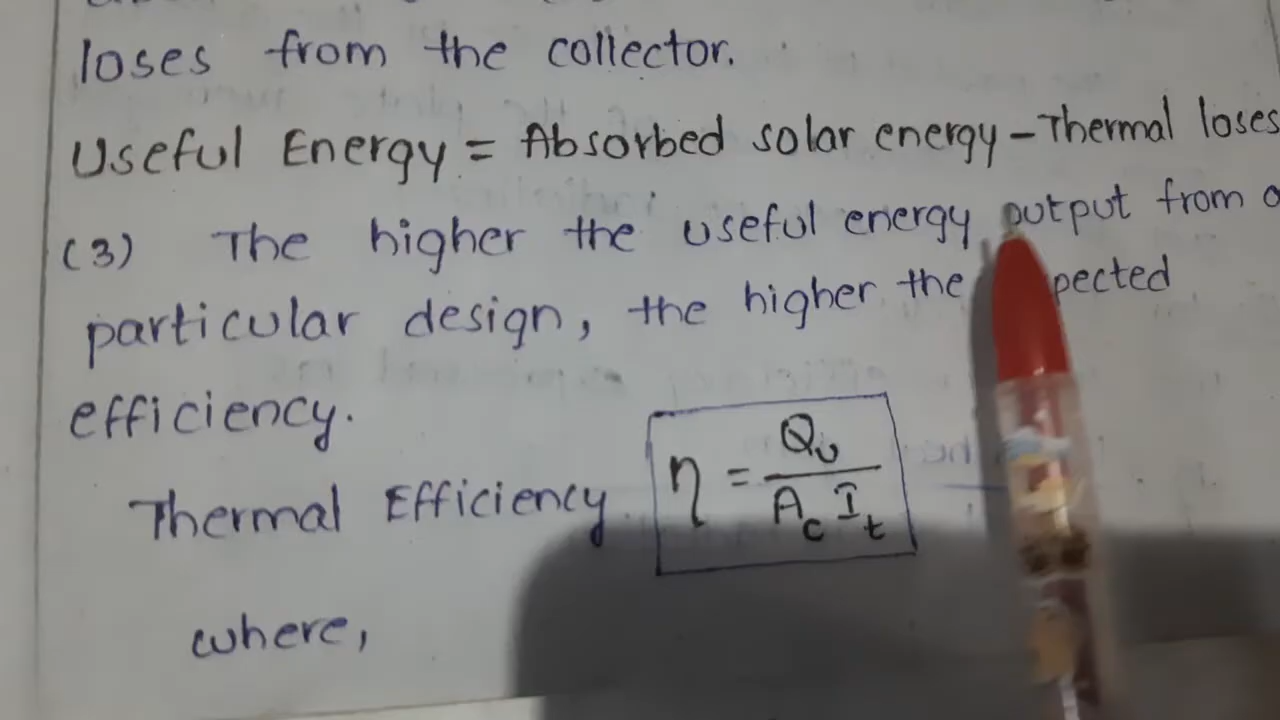 loses from the collector.
Useful Energy = Absorbed solar energy - Thermal loses
(3) The higher the useful energy output from a
particular design, the higher the pected
efficiency.
Thermal Efficiency η = Qu / Ac It
where,